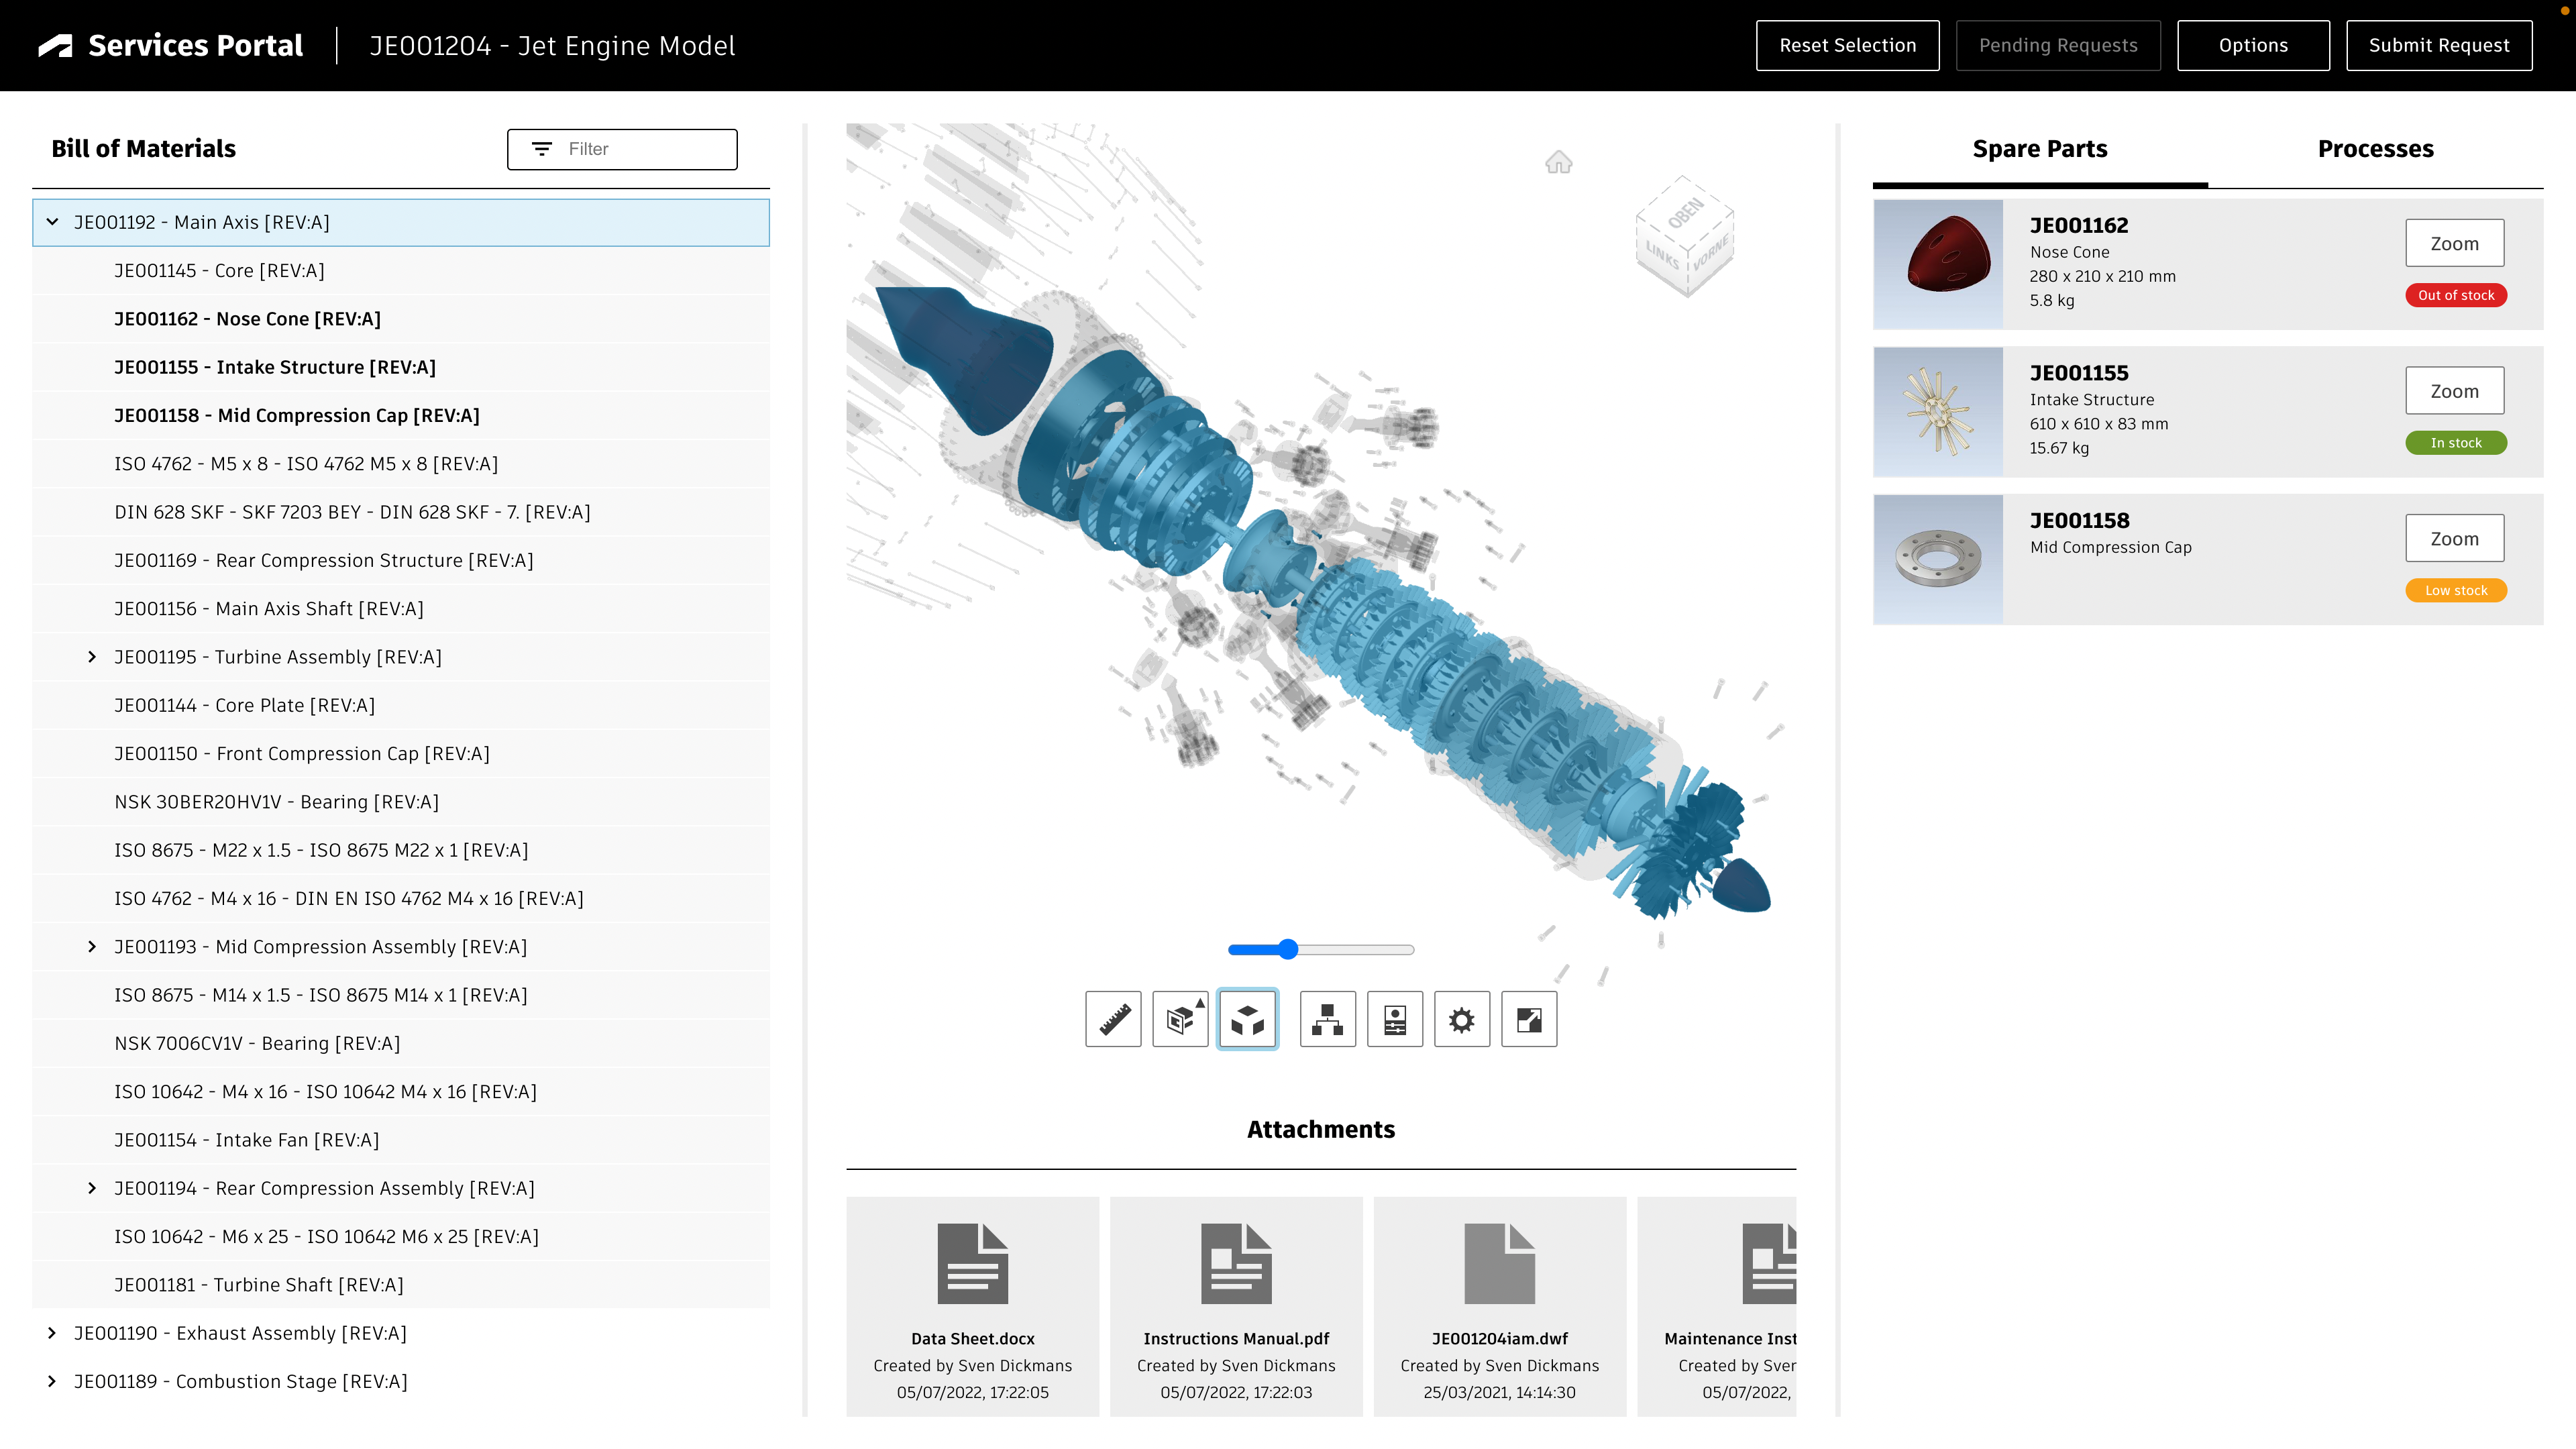 Services Portal
JE001204 - Jet Engine Model
Reset Selection
Pending Requests
Options
Submit Request
Bill of Materials
Filter
JE001192 - Main Axis [REV:A]
JE001145 - Core [REV:A]
JE001162 - Nose Cone [REV:A]
JE001155 - Intake Structure [REV:A]
JE001158 - Mid Compression Cap [REV:A]
ISO 4762 - M5 x 8 - ISO 4762 M5 x 8 [REV:A]
DIN 628 SKF - SKF 7203 BEY - DIN 628 SKF - 7. [REV:A]
JE001169 - Rear Compression Structure [REV:A]
JE001156 - Main Axis Shaft [REV:A]
JE001195 - Turbine Assembly [REV:A]
JE001144 - Core Plate [REV:A]
JE001150 - Front Compression Cap [REV:A]
NSK 30BER20HV1V - Bearing [REV:A]
ISO 8675 - M22 x 1.5 - ISO 8675 M22 x 1 [REV:A]
ISO 4762 - M4 x 16 - DIN EN ISO 4762 M4 x 16 [REV:A]
JE001193 - Mid Compression Assembly [REV:A]
ISO 8675 - M14 x 1.5 - ISO 8675 M14 x 1 [REV:A]
NSK 7006CV1V - Bearing [REV:A]
ISO 10642 - M4 x 16 - ISO 10642 M4 x 16 [REV:A]
JE001154 - Intake Fan [REV:A]
JE001194 - Rear Compression Assembly [REV:A]
ISO 10642 - M6 x 25 - ISO 10642 M6 x 25 [REV:A]
JE001181 - Turbine Shaft [REV:A]
JE001190 - Exhaust Assembly [REV:A]
JE001189 - Combustion Stage [REV:A]
OBEN
LINKS
VORNE
Attachments
Data Sheet.docx
Created by Sven Dickmans
05/07/2022, 17:22:05
Instructions Manual.pdf
Created by Sven Dickmans
05/07/2022, 17:22:03
JE001204iam.dwf
Created by Sven Dickmans
25/03/2021, 14:14:30
Maintenance Inst
Created by Sver
05/07/2022,
Spare Parts
Processes
JE001162
Nose Cone
280 x 210 x 210 mm
5.8 kg
Zoom
Out of stock
JE001155
Intake Structure
610 x 610 x 83 mm
15.67 kg
Zoom
In stock
JE001158
Mid Compression Cap
Zoom
Low stock